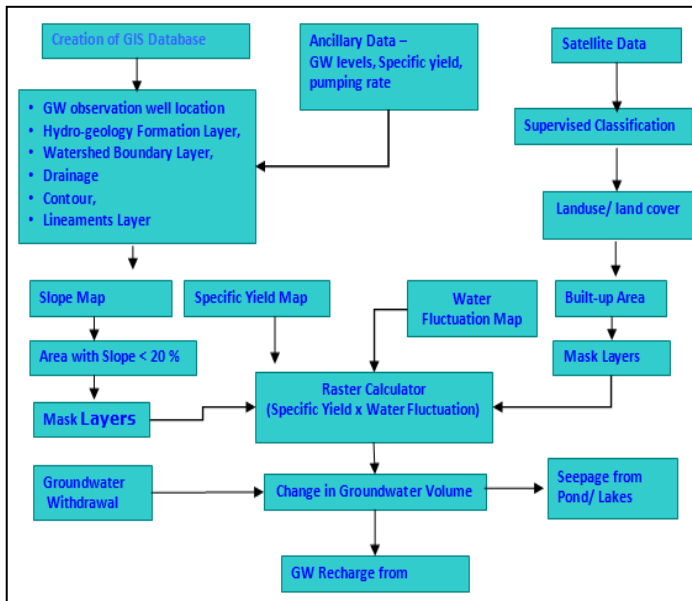 Creation of GIS Database
Ancillary Data –
GW levels, Specific yield,
pumping rate
Satellite Data
• GW observation well location
• Hydro-geology Formation Layer,
• Watershed Boundary Layer,
• Drainage
• Contour,
• Lineaments Layer
Supervised Classification
Landuse/ land cover
Slope Map
Specific Yield Map
Water
Fluctuation Map
Built-up Area
Area with Slope < 20 %
Mask Layers
Raster Calculator
(Specific Yield x Water Fluctuation)
Mask Layers
Groundwater
Withdrawal
Change in Groundwater Volume
Seepage from
Pond/ Lakes
GW Recharge from